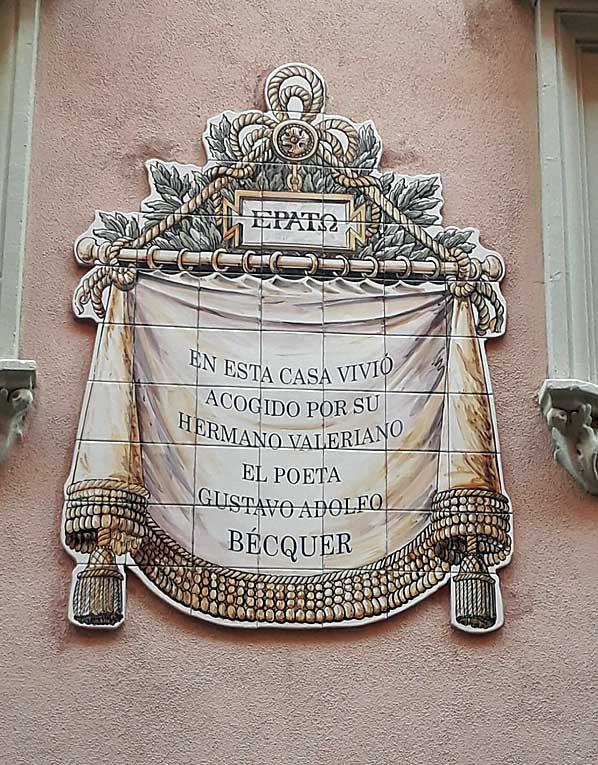 ΕΡΑΤΩ
EN ESTA CASA VIVIÓ
ACOGIDO POR SU
HERMANO VALERIANO
EL POETA
GUSTAVO ADOLFO
BÉCQUER